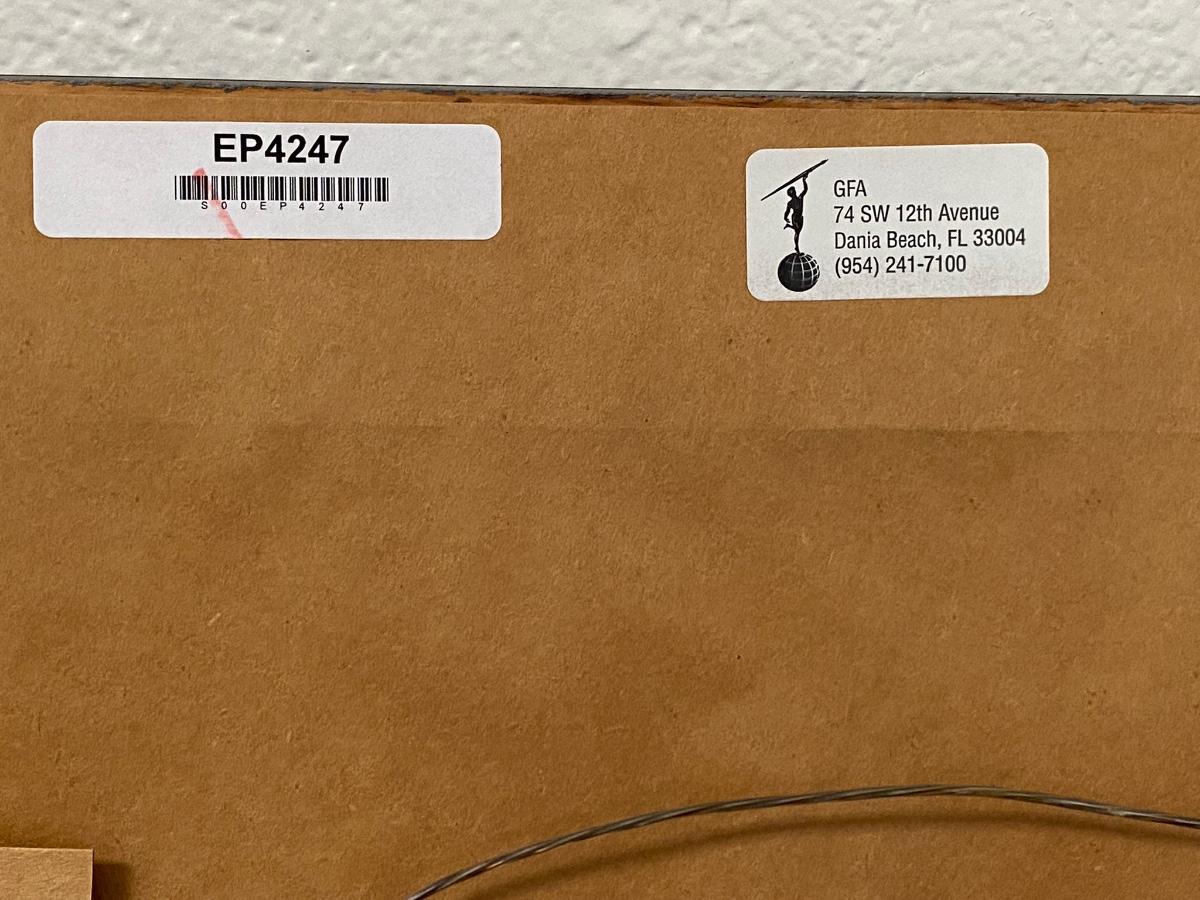 EP4247
S00EP4247
GFA
74 SW 12th Avenue
Dania Beach, FL 33004
(954) 241-7100